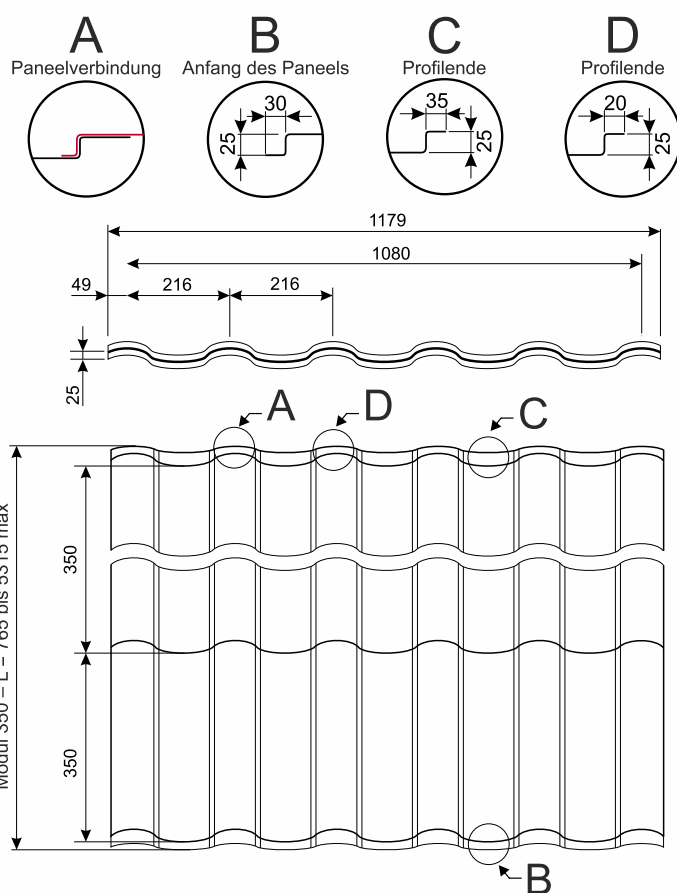 A B C D
Paneelverbindung Anfang des Paneels Profilende Profilende
30 35 20
25 25 25
1179
1080
49 216 216
25
A D C
350
Modul 350 – L = 765 bis 5315 max
350
B